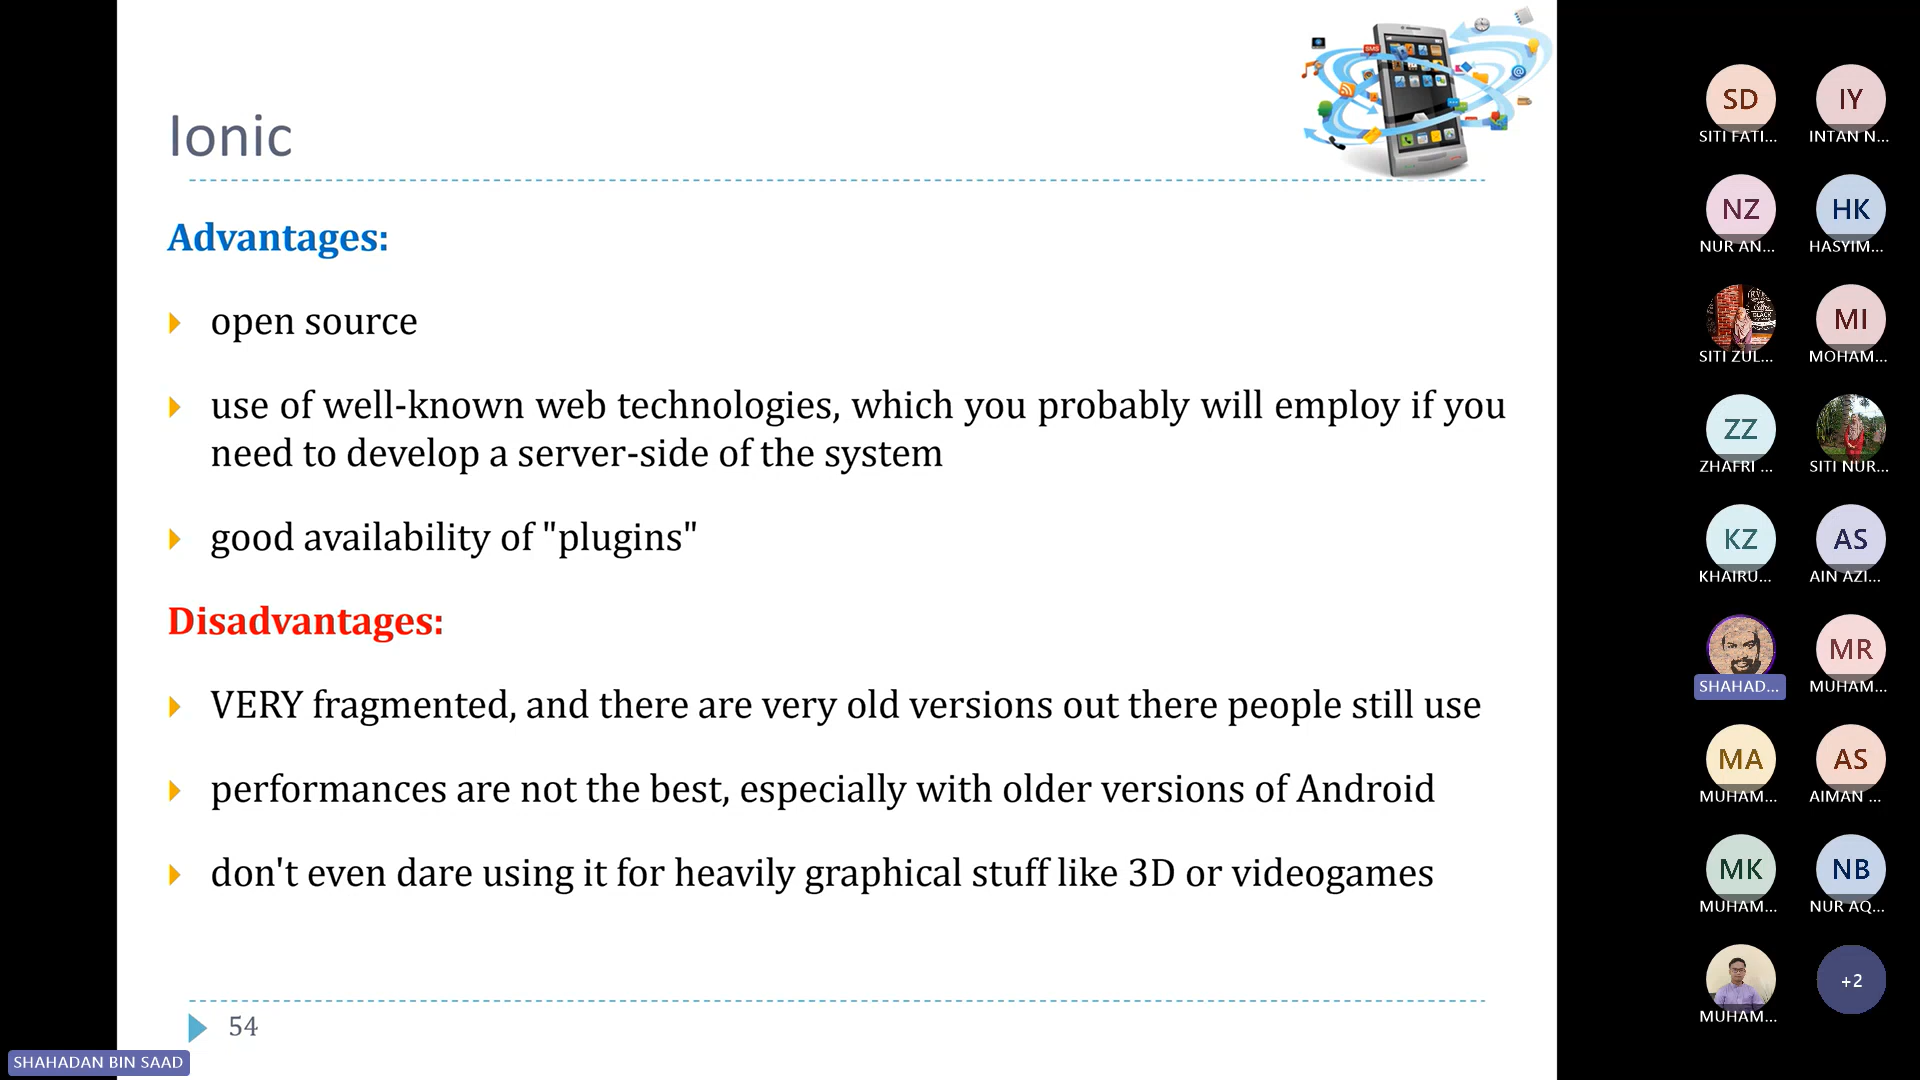 Ionic
Advantages:
open source
use of well-known web technologies, which you probably will employ if you
need to develop a server-side of the system
good availability of "plugins"
Disadvantages:
VERY fragmented, and there are very old versions out there people still use
performances are not the best, especially with older versions of Android
don't even dare using it for heavily graphical stuff like 3D or videogames
54
SHAHADAN BIN SAAD
SD
SITI FATI...
IY
INTAN N...
NZ
NUR AN...
HK
HASYIM...
SITI ZUL...
MI
MOHAM...
ZZ
ZHAFRI ...
SITI NUR...
KZ
KHAIRU...
AS
AIN AZI...
SHAHAD...
MR
MUHAM...
MA
MUHAM...
AS
AIMAN ...
MK
MUHAM...
NB
NUR AQ...
MUHAM...
+2
SMS
BLACK